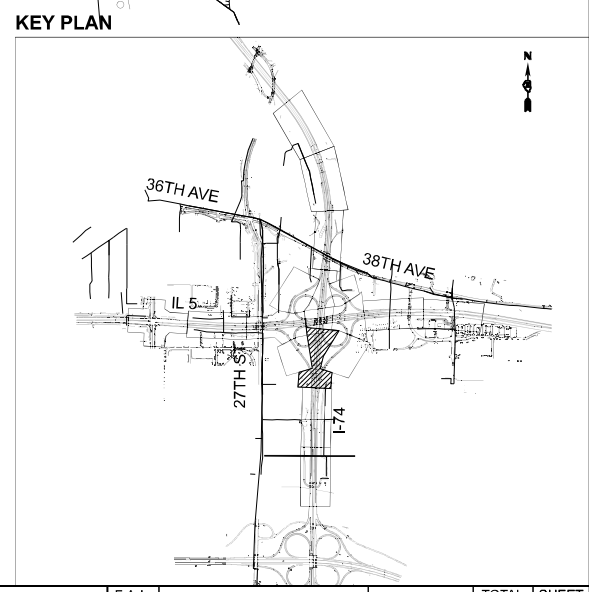 KEY PLAN
N
36TH AVE
38TH AVE
IL 5
27TH ST
I-74
TOTAL SHEET